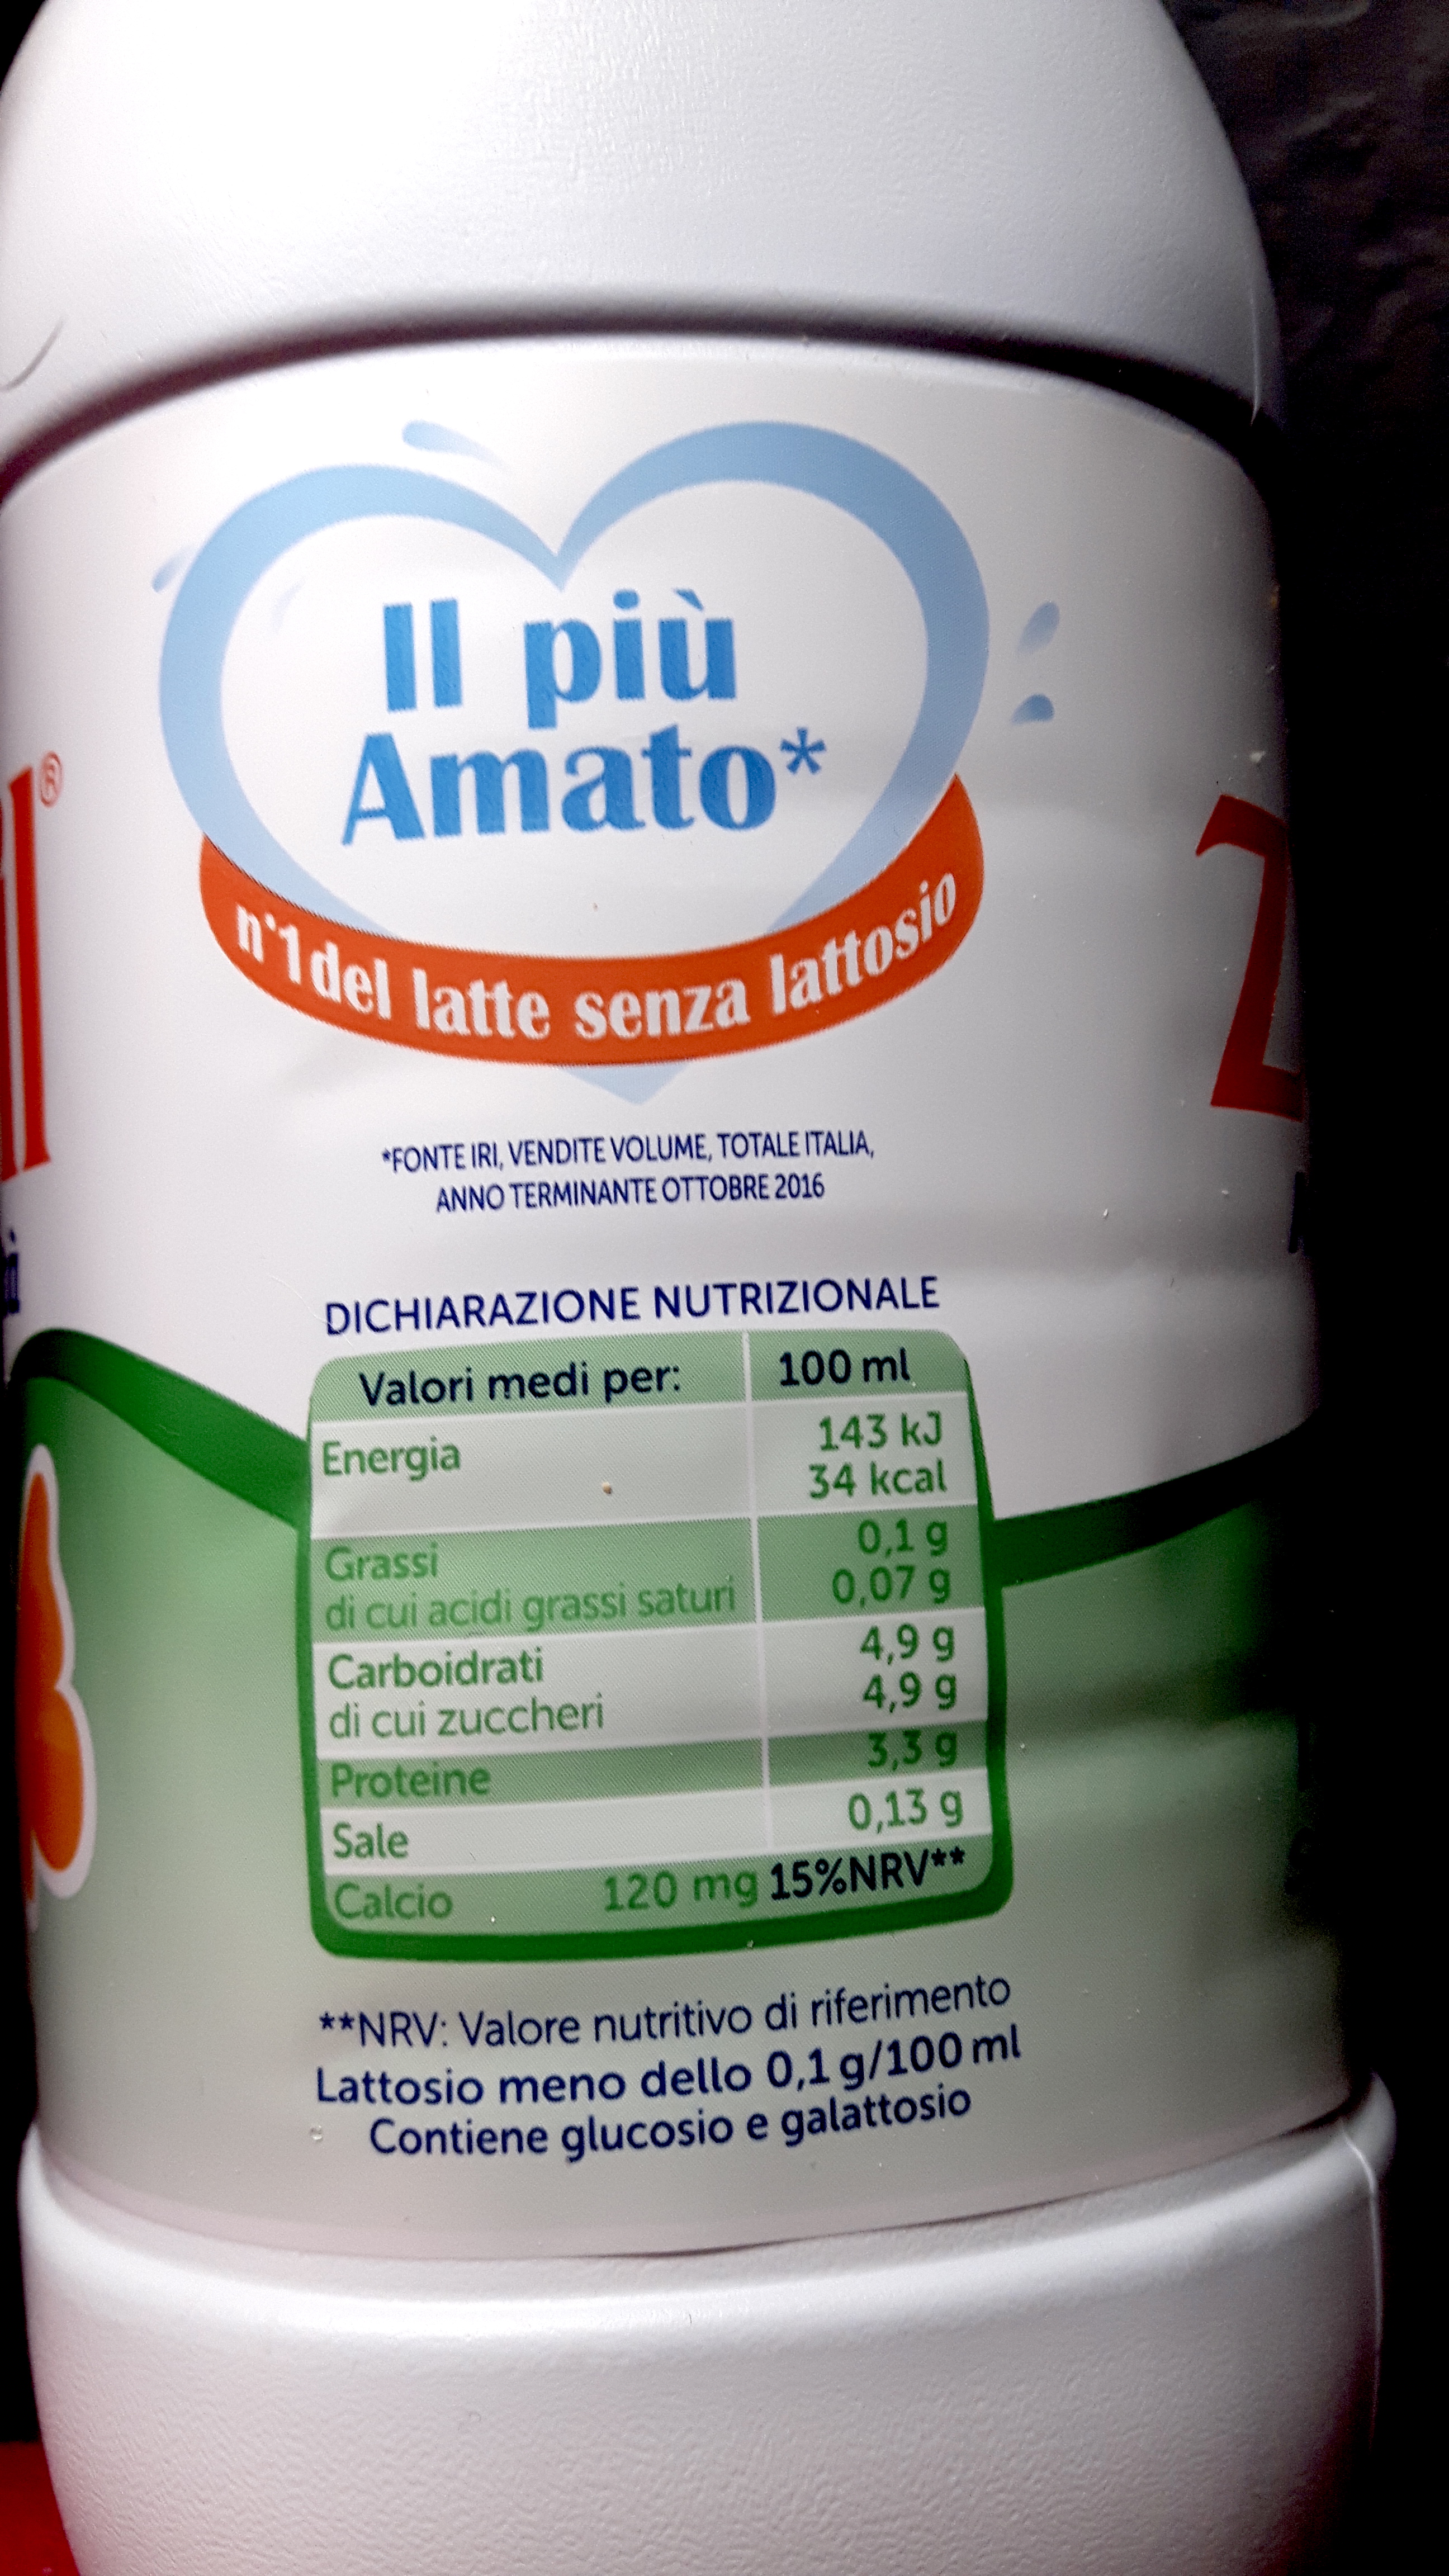 Il più
Amato*
n°1 del latte senza lattosio
®
*FONTE IRI, VENDITE VOLUME, TOTALE ITALIA,
ANNO TERMINANTE OTTOBRE 2016
DICHIARAZIONE NUTRIZIONALE
Valori medi per: 100 ml
Energia 143 kJ
34 kcal
Grassi 0,1 g
di cui acidi grassi saturi 0,07 g
Carboidrati 4,9 g
di cui zuccheri 4,9 g
Proteine 3,3 g
Sale 0,13 g
Calcio 120 mg 15%NRV**
**NRV: Valore nutritivo di riferimento
Lattosio meno dello 0,1 g/100 ml
Contiene glucosio e galattosio